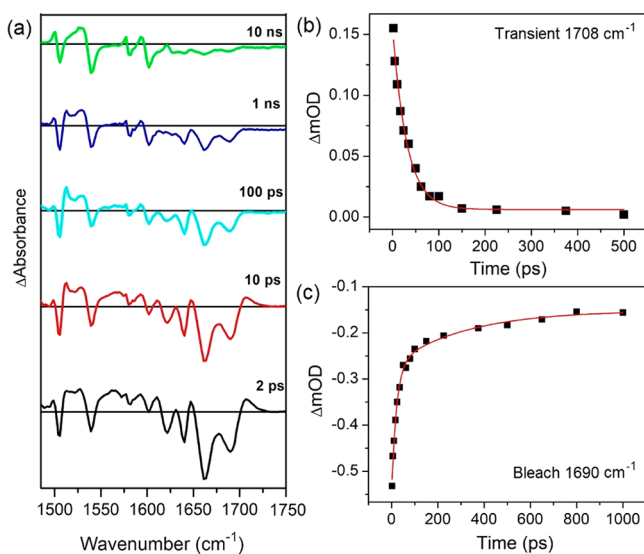 (a)
10 ns
1 ns
100 ps
10 ps
2 ps
ΔAbsorbance
1500 1550 1600 1650 1700 1750
Wavenumber (cm⁻¹)
(b)
Transient 1708 cm⁻¹
0.15
0.10
0.05
0.00
ΔmOD
0 100 200 300 400 500
Time (ps)
(c)
-0.1
-0.2
-0.3
-0.4
-0.5
ΔmOD
Bleach 1690 cm⁻¹
0 200 400 600 800 1000
Time (ps)